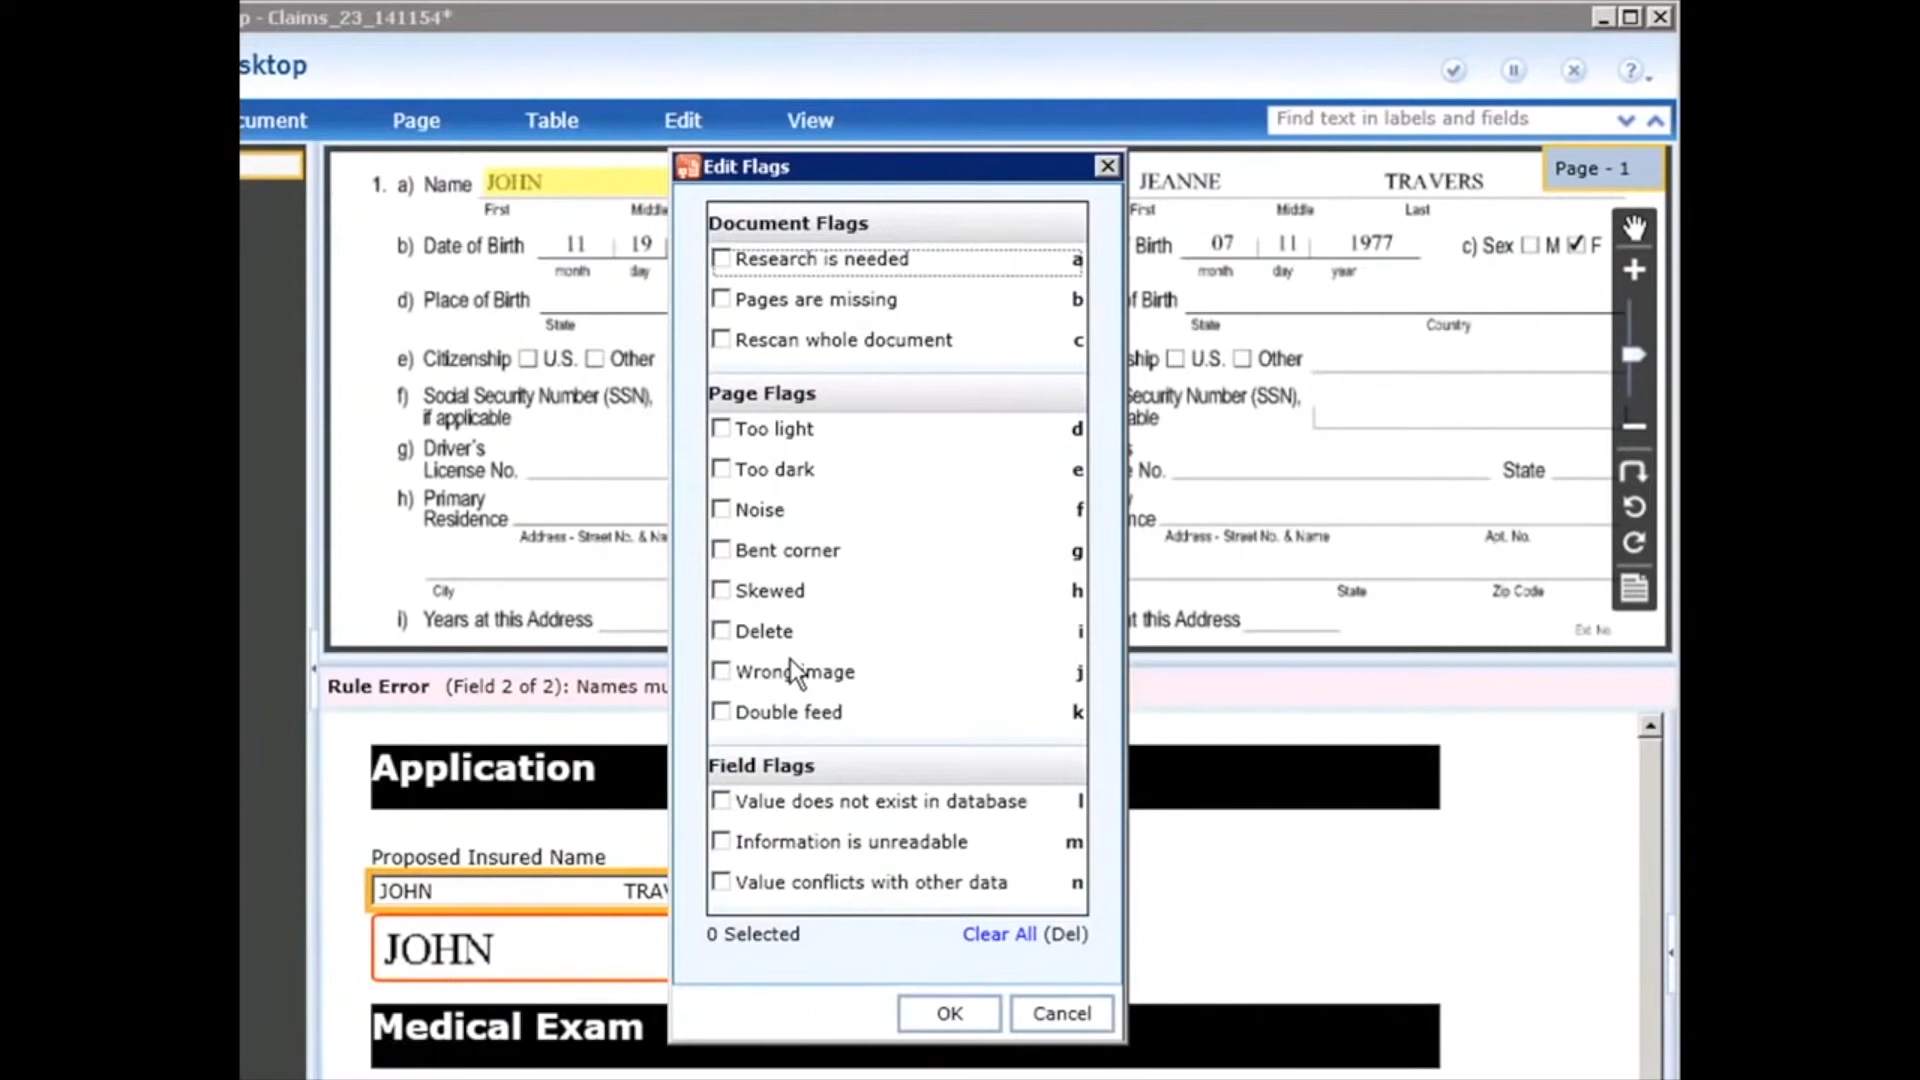 p - Claims_23_141154*
sktop
cument Page Table Edit View Find text in labels and fields
Page - 1
1. a) Name JOHN
First Middle
b) Date of Birth 11 19
month day
d) Place of Birth
State
e) Citizenship U.S. Other
f) Social Security Number (SSN),
if applicable
g) Driver's
License No.
h) Primary
Residence
Address - Street No. & Na
City
i) Years at this Address
Edit Flags
Document Flags
Research is needed a
Pages are missing b
Rescan whole document c
Page Flags
Too light d
Too dark e
Noise f
Bent corner g
Skewed h
Delete i
Wrong image j
Double feed k
Field Flags
Value does not exist in database l
Information is unreadable m
Value conflicts with other data n
0 Selected Clear All (Del)
OK Cancel
JEANNE TRAVERS
First Middle Last
Birth 07 11 1977 c) Sex M F
month day year
of Birth
State Country
ship U.S. Other
Security Number (SSN),
able
No. State
nce
Address - Street No. & Name Apt. No.
State Zip Code
t this Address
Ext. No.
Rule Error (Field 2 of 2): Names mu
Application
Proposed Insured Name
JOHN TRAV
JOHN
Medical Exam